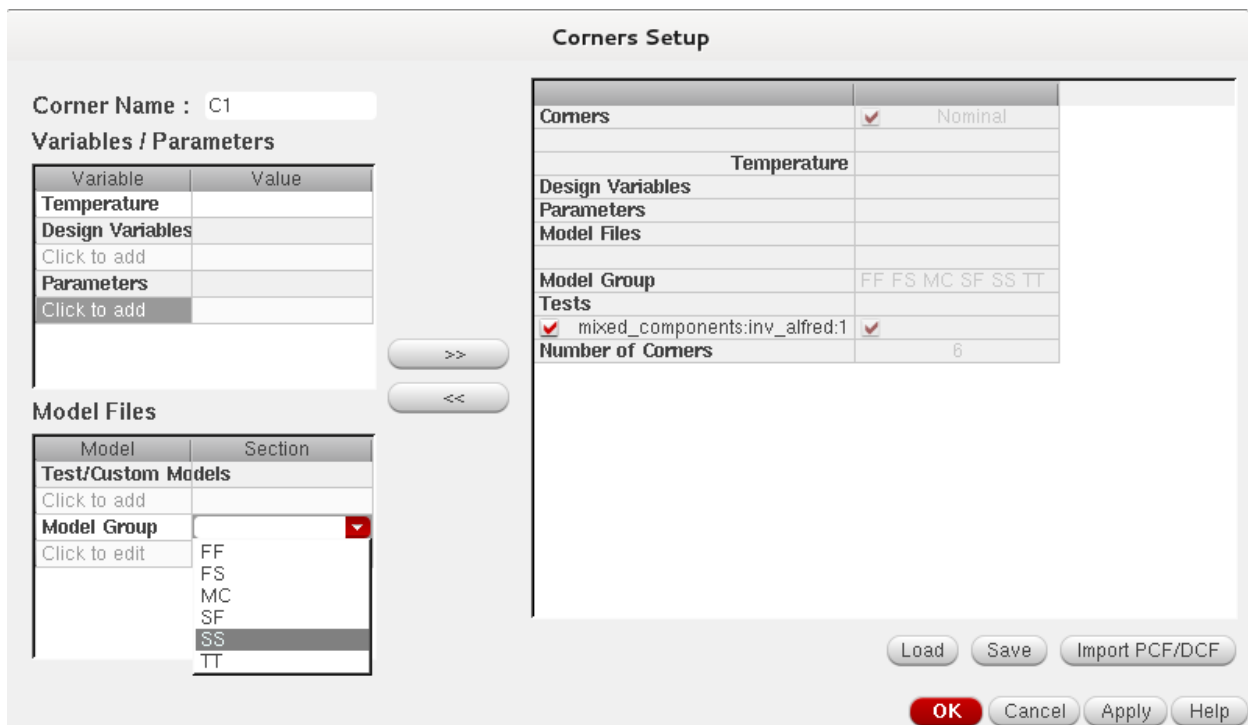 Corners Setup
Corner Name : C1
Variables / Parameters
Variable Value
Temperature
Design Variables
Click to add
Parameters
Click to add
>>
<<
Model Files
Model Section
Test/Custom Models
Click to add
Model Group
Click to edit
FF
FS
MC
SF
SS
TT
Corners Nominal
Temperature
Design Variables
Parameters
Model Files
Model Group FF FS MC SF SS TT
Tests
mixed_components:inv_alfred:1
Number of Corners 6
Load Save Import PCF/DCF
OK Cancel Apply Help